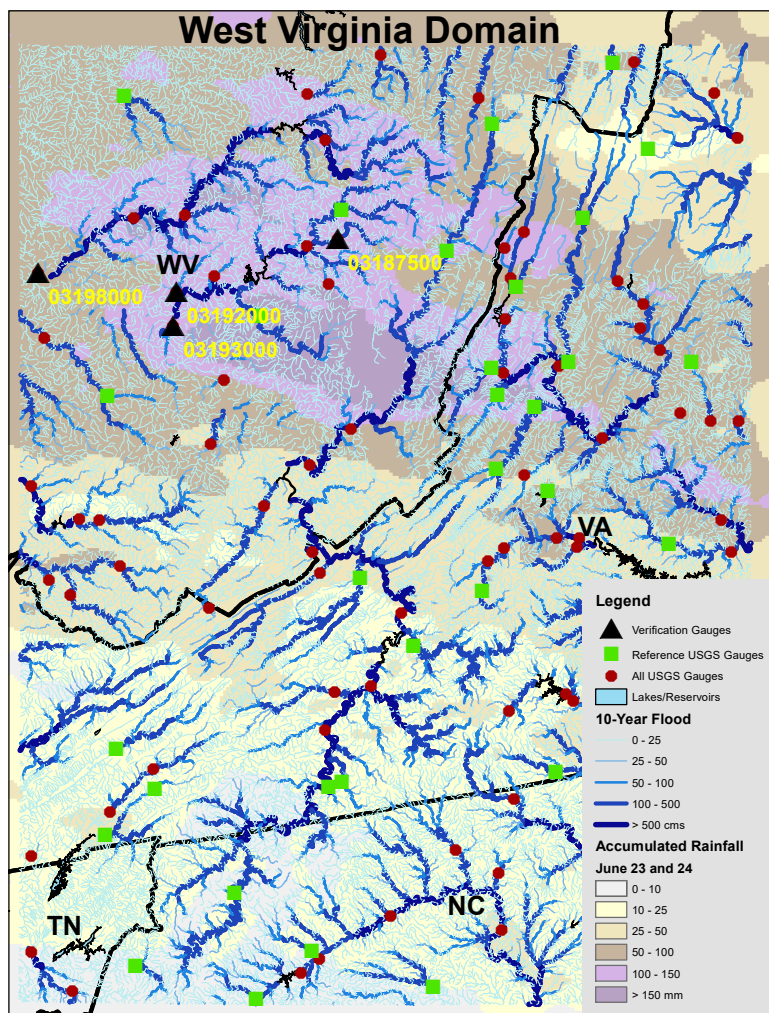 West Virginia Domain
03187500
WV
03198000
03192000
03193000
VA
Legend
Verification Gauges
Reference USGS Gauges
All USGS Gauges
Lakes/Reservoirs
10-Year Flood
0 - 25
25 - 50
50 - 100
100 - 500
> 500 cms
Accumulated Rainfall
June 23 and 24
0 - 10
10 - 25
25 - 50
50 - 100
100 - 150
> 150 mm
NC
TN